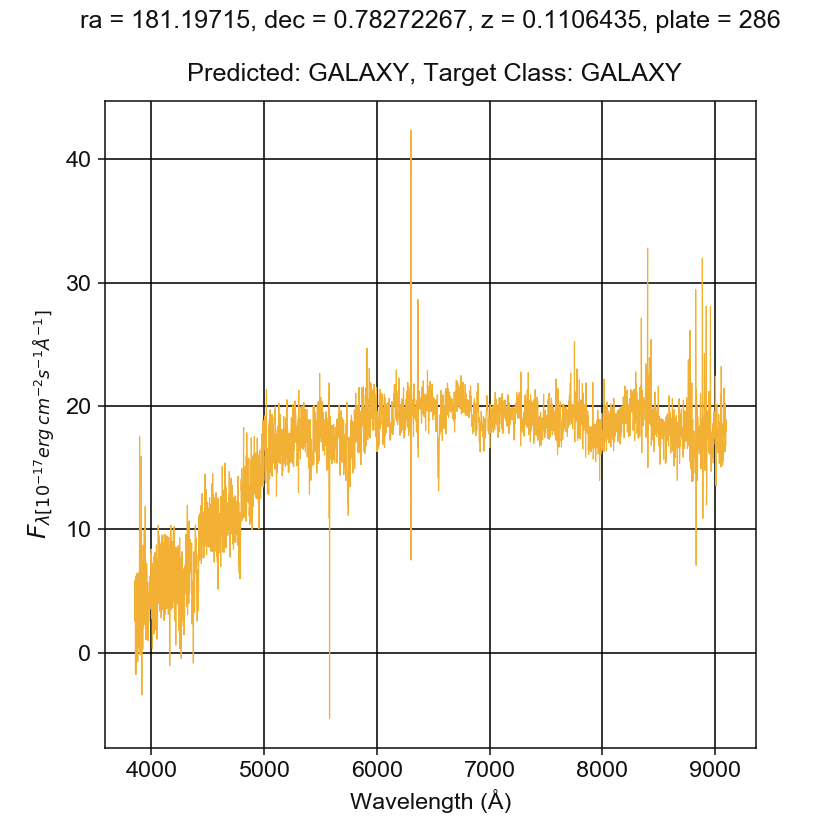 ra = 181.19715, dec = 0.78272267, z = 0.1106435, plate = 286
Predicted: GALAXY, Target Class: GALAXY
F_λ[10⁻¹⁷ erg cm⁻² s⁻¹ Å⁻¹]
40
30
20
10
0
4000 5000 6000 7000 8000 9000
Wavelength (Å)